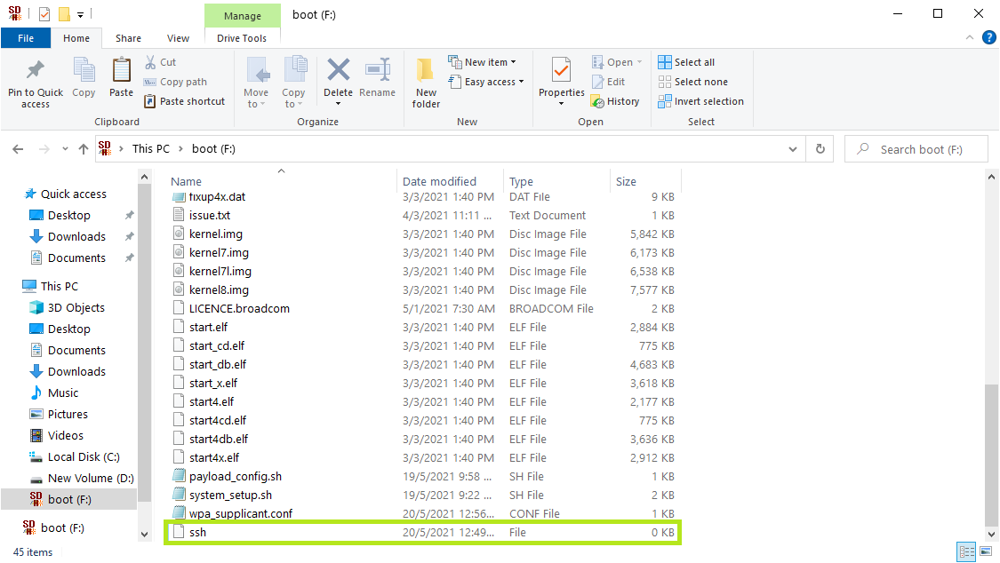 SD Manage boot (F:)
File Home Share View Drive Tools ?
Pin to Quick access
Copy
Paste
Cut
Copy path
Paste shortcut
Clipboard
Move to
Copy to
Delete
Rename
Organize
New folder
New item
Easy access
New
Properties
Open
Edit
History
Open
Select all
Select none
Invert selection
Select
SD This PC boot (F:) Search boot (F:)
Quick access
Desktop
Downloads
Documents
This PC
3D Objects
Desktop
Documents
Downloads
Music
Pictures
Videos
Local Disk (C:)
New Volume (D:)
SD boot (F:)
SD boot (F:)
Name Date modified Type Size
fixup4x.dat 3/3/2021 1:40 PM DAT File 9 KB
issue.txt 4/3/2021 11:11 ... Text Document 1 KB
kernel.img 3/3/2021 1:40 PM Disc Image File 5,842 KB
kernel7.img 3/3/2021 1:40 PM Disc Image File 6,173 KB
kernel7l.img 3/3/2021 1:40 PM Disc Image File 6,538 KB
kernel8.img 3/3/2021 1:40 PM Disc Image File 7,577 KB
LICENCE.broadcom 5/1/2021 7:30 AM BROADCOM File 2 KB
start.elf 3/3/2021 1:40 PM ELF File 2,884 KB
start_cd.elf 3/3/2021 1:40 PM ELF File 775 KB
start_db.elf 3/3/2021 1:40 PM ELF File 4,683 KB
start_x.elf 3/3/2021 1:40 PM ELF File 3,618 KB
start4.elf 3/3/2021 1:40 PM ELF File 2,177 KB
start4cd.elf 3/3/2021 1:40 PM ELF File 775 KB
start4db.elf 3/3/2021 1:40 PM ELF File 3,636 KB
start4x.elf 3/3/2021 1:40 PM ELF File 2,912 KB
payload_config.sh 19/5/2021 9:58 ... SH File 1 KB
system_setup.sh 19/5/2021 9:22 ... SH File 2 KB
wpa_supplicant.conf 20/5/2021 12:56... CONF File 1 KB
ssh 20/5/2021 12:49... File 0 KB
45 items